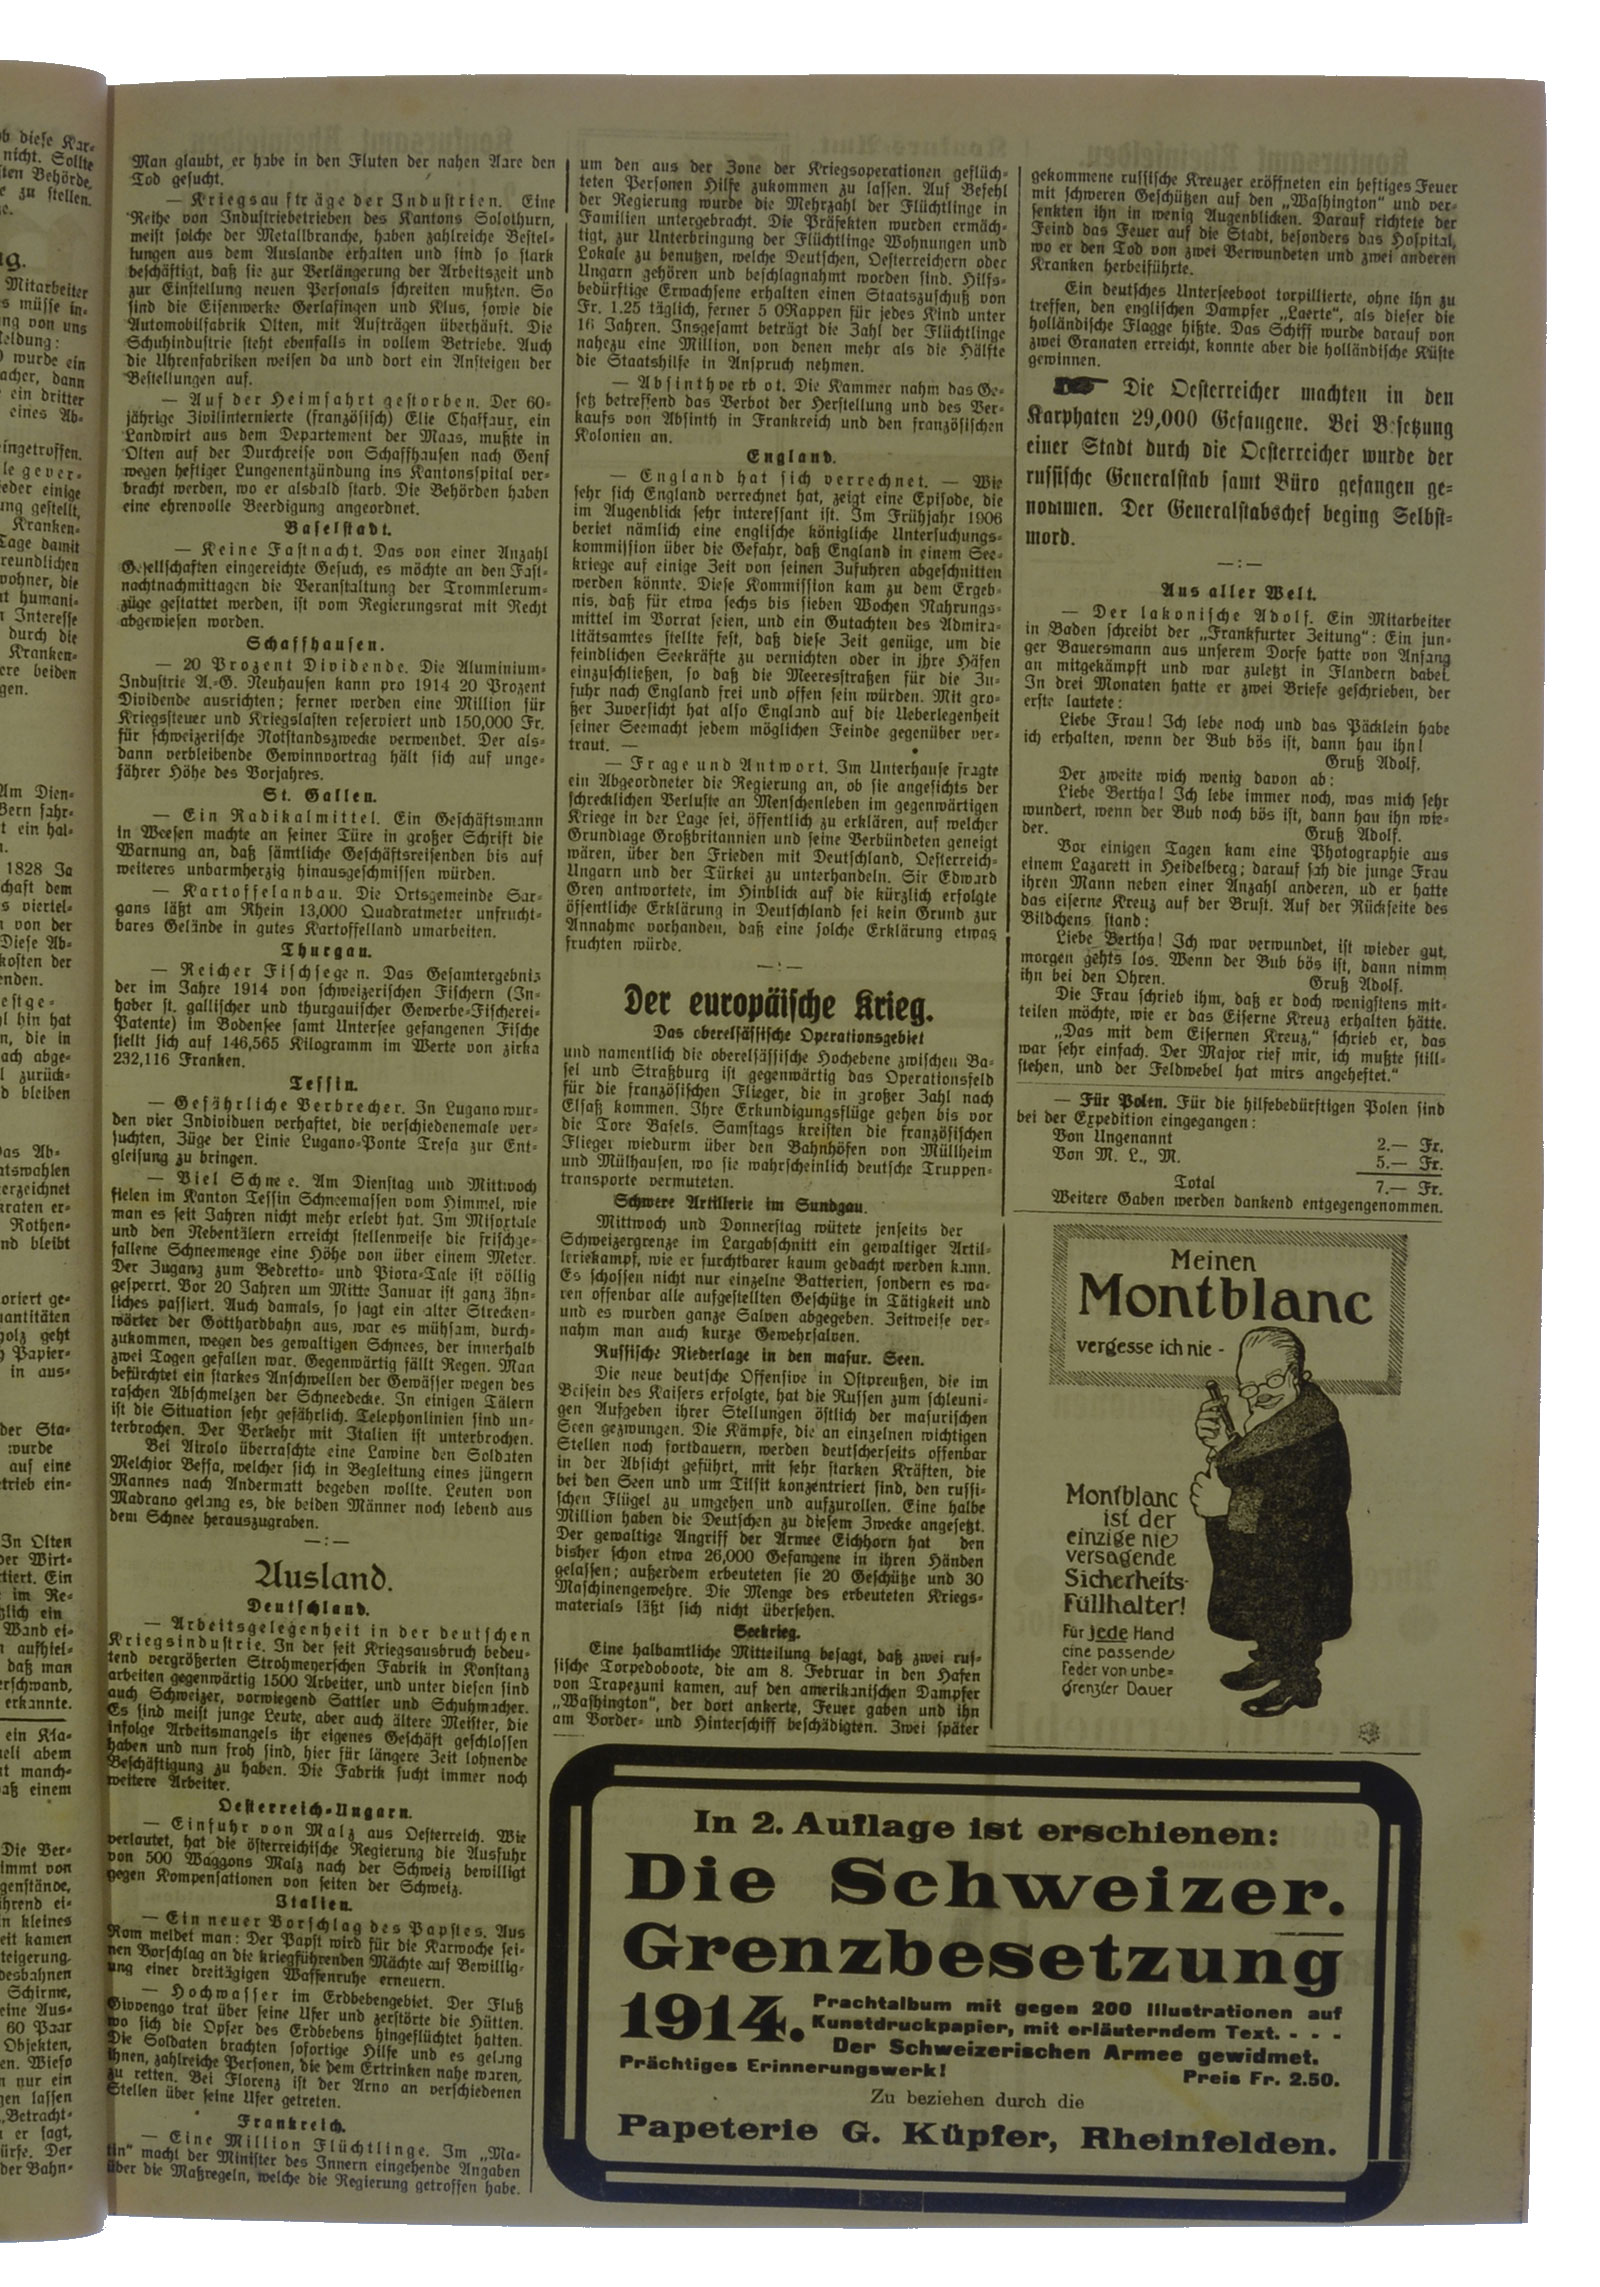 Man glaubt, er habe in den Fluten der nahen Aare den
Tod gesucht.
— Kriegsaufträge der Industrien. Eine
Reihe von Industriebetrieben des Kantons Solothurn,
meist solche der Metallbranche, haben zahlreiche Bestel-
lungen aus dem Auslande erhalten und sind so stark
beschäftigt, daß sie zur Verlängerung der Arbeitszeit und
zur Einstellung neuen Personals schreiten mußten. So
sind die Eisenwerke Gerlafingen und Klus, sowie die
Automobilfabrik Olten, mit Aufträgen überhäuft. Die
Schuhindustrie steht ebenfalls in vollem Betriebe. Auch
die Uhrenfabriken weisen da und dort ein Ansteigen der
Bestellungen auf.
— Auf der Heimfahrt gestorben. Der 60-
jährige Zivilinternierte (französisch) Elie Chaffaur, ein
Landwirt aus dem Departement der Maas, mußte in
Olten auf der Durchreise von Schaffhausen nach Genf
wegen heftiger Lungenentzündung ins Kantonsspital ver-
bracht werden, wo er alsbald starb. Die Behörden haben
eine ehrenvolle Beerdigung angeordnet.
Baselstadt.
— Keine Fastnacht. Das von einer Anzahl
Gesellschaften eingereichte Gesuch, es möchte an den Fast-
nachtnachmittagen die Veranstaltung der Trommlerum-
züge gestattet werden, ist vom Regierungsrat mit Recht
abgewiesen worden.
Schaffhausen.
— 20 Prozent Dividende. Die Aluminium-
Industrie A.-G. Neuhausen kann pro 1914 20 Prozent
Dividende ausrichten; ferner werden eine Million für
Kriegssteuer und Kriegslasten reserviert und 150,000 Fr.
für schweizerische Notstandszwecke verwendet. Der als-
dann verbleibende Gewinnvortrag hält sich auf unge-
fährer Höhe des Vorjahres.
St. Gallen.
— Ein Radikalmittel. Ein Geschäftsmann
in Weesen machte an seiner Türe in großer Schrift die
Warnung an, daß sämtliche Geschäftsreisenden bis auf
weiteres unbarmherzig hinausgeschmissen würden.
— Kartoffelanbau. Die Ortsgemeinde Sar-
gans läßt am Rhein 13,000 Quadratmeter unfrucht-
bares Gelände in gutes Kartoffelland umarbeiten.
Thurgau.
— Reicher Fischsegen. Das Gesamtergebnis
der im Jahre 1914 von schweizerischen Fischern (In-
haber st. gallischer und thurgauischer Gewerbe-Fischerei-
Patente) im Bodensee samt Untersee gefangenen Fische
stellt sich auf 146,565 Kilogramm im Werte von zirka
232,116 Franken.
Tessin.
— Gefährliche Verbrecher. In Lugano wur-
den vier Individuen verhaftet, die verschiedenemale ver-
suchten, Züge der Linie Lugano-Ponte Tresa zur Ent-
gleisung zu bringen.
— Viel Schnee. Am Dienstag und Mittwoch
fielen im Kanton Tessin Schneemassen vom Himmel, wie
man es seit Jahren nicht mehr erlebt hat. Im Misoxtale
und den Nebentälern erreicht stellenweise die frischge-
fallene Schneemenge eine Höhe von über einem Meter.
Der Zugang zum Bedretto- und Piora-Tale ist völlig
gesperrt. Vor 20 Jahren um Mitte Januar ist ganz ähn-
liches passiert. Auch damals, so sagt ein alter Strecken-
wörter der Gotthardbahn aus, war es mühsam, durch-
zukommen, wegen des gewaltigen Schnees, der innerhalb
zwei Tagen gefallen war. Gegenwärtig fällt Regen. Man
befürchtet ein starkes Anschwellen der Gewässer wegen des
raschen Abschmelzen der Schneedecke. In einigen Tälern
ist die Situation sehr gefährlich. Telephonlinien sind un-
terbrochen. Der Verkehr mit Italien ist unterbrochen.
Bei Airolo überraschte eine Lawine den Soldaten
Melchior Beffa, welcher sich in Begleitung eines jüngern
Mannes nach Andermatt begeben wollte. Leuten von
Madrano gelang es, die beiden Männer noch lebend aus
dem Schnee herauszugraben.
—:—
Ausland.
Deutschland.
— Arbeitsgelegenheit in der deutschen
Kriegsindustrie. In der seit Kriegsausbruch bedeu-
tend vergrößerten Strohmeyerschen Fabrik in Konstanz
arbeiten gegenwärtig 1500 Arbeiter, und unter diesen sind
auch Schweizer, vorwiegend Sattler und Schuhmacher.
Es sind meist junge Leute, aber auch ältere Meister, die
infolge Arbeitsmangels ihr eigenes Geschäft geschlossen
haben und nun froh sind, hier für längere Zeit lohnende
Beschäftigung zu haben. Die Fabrik sucht immer noch
weitere Arbeiter.
Oesterreich-Ungarn.
— Einfuhr von Malz aus Oesterreich. Wie
verlautet, hat die österreichische Regierung die Ausfuhr
von 500 Waggons Malz nach der Schweiz bewilligt
gegen Kompensationen von seiten der Schweiz.
Italien.
— Ein neuer Vorschlag des Papstes. Aus
Rom meldet man: Der Papst wird für die Karwoche sei-
nen Vorschlag an die kriegführenden Mächte auf Bewillig-
ung einer dreitägigen Waffenruhe erneuern.
— Hochwasser im Erdbebengebiet. Der Fluß
Giovengo trat über seine Ufer und zerstörte die Hütten,
wo sich die Opfer des Erdbebens hingeflüchtet hatten.
Die Soldaten brachten sofortige Hilfe und es gelang
ihnen, zahlreiche Personen, die dem Ertrinken nahe waren,
zu retten. Bei Florenz ist der Arno an verschiedenen
Stellen über seine Ufer getreten.
Frankreich.
— Eine Million Flüchtlinge. Im „Ma-
tin“ macht der Minister des Innern eingehende Angaben
über die Maßregeln, welche die Regierung getroffen habe.
um den aus der Zone der Kriegsoperationen geflüch-
teten Personen Hilfe zukommen zu lassen. Auf Befehl
der Regierung wurde die Mehrzahl der Flüchtlinge in
Familien untergebracht. Die Präfekten wurden ermäch-
tigt, zur Unterbringung der Flüchtlinge Wohnungen und
Lokale zu benutzen, welche Deutschen, Oesterreichern oder
Ungarn gehören und beschlagnahmt worden sind. Hilfs-
bedürftige Erwachsene erhalten einen Staatszuschuß von
Fr. 1.25 täglich, ferner 5 0Rappen für jedes Kind unter
16 Jahren. Insgesamt beträgt die Zahl der Flüchtlinge
nahezu eine Million, von denen mehr als die Hälfte
die Staatshilfe in Anspruch nehmen.
— Absinthverbot. Die Kammer nahm das Ge-
setz betreffend das Verbot der Herstellung und des Ver-
kaufs von Absinth in Frankreich und den französischen
Kolonien an.
England.
— England hat sich verrechnet. — Wie
sehr sich England verrechnet hat, zeigt eine Episode, die
im Augenblick sehr interessant ist. Im Frühjahr 1906
beriet nämlich eine englische königliche Untersuchungs-
kommission über die Gefahr, daß England in einem See-
kriege auf einige Zeit von seinen Zufuhren abgeschnitten
werden könnte. Diese Kommission kam zu dem Ergeb-
nis, daß für etwa sechs bis sieben Wochen Nahrungs-
mittel im Vorrat seien, und ein Gutachten des Admira-
litätsamtes stellte fest, daß diese Zeit genüge, um die
feindlichen Seekräfte zu vernichten oder in ihre Häfen
einzuschließen, so daß die Meeresstraßen für die Zu-
fuhr nach England frei und offen sein würden. Mit gro-
ßer Zuversicht hat also England auf die Ueberlegenheit
seiner Seemacht jedem möglichen Feinde gegenüber ver-
traut. —
— Frage und Antwort. Im Unterhause fragte
ein Abgeordneter die Regierung an, ob sie angesichts der
schrecklichen Verluste an Menschenleben im gegenwärtigen
Kriege in der Lage sei, öffentlich zu erklären, auf welcher
Grundlage Großbritannien und seine Verbündeten geneigt
wären, über den Frieden mit Deutschland, Oesterreich-
Ungarn und der Türkei zu unterhandeln. Sir Edward
Gren antwortete, im Hinblick auf die kürzlich erfolgte
öffentliche Erklärung in Deutschland sei kein Grund zur
Annahme vorhanden, daß eine solche Erklärung etwas
fruchten würde.
—:—
Der europäische Krieg.
Das oberelsässische Operationsgebiet
und namentlich die oberelsässische Hochebene zwischen Ba-
sel und Straßburg ist gegenwärtig das Operationsfeld
für die französischen Flieger, die in großer Zahl nach
Elsaß kommen. Ihre Erkundigungsflüge gehen bis vor
die Tore Basels. Samstags kreisten die französischen
Flieger wiedurm über den Bahnhöfen von Müllheim
und Mülhausen, wo sie wahrscheinlich deutsche Truppen-
transporte vermuteten.
Schwere Artillerie im Sundgau.
Mittwoch und Donnerstag wütete jenseits der
Schweizergrenze im Largabschnitt ein gewaltiger Artil-
leriekampf, wie er furchtbarer kaum gedacht werden kann.
Es schossen nicht nur einzelne Batterien, sondern es wa-
ren offenbar alle aufgestellten Geschütze in Tätigkeit und
und es wurden ganze Salven abgegeben. Zeitweise ver-
nahm man auch kurze Gewehrsalven.
Russische Niederlage in den masur. Seen.
Die neue deutsche Offensive in Ostpreußen, die im
Beisein des Kaisers erfolgte, hat die Russen zum schleuni-
gen Aufgeben ihrer Stellungen östlich der masurischen
Seen gezwungen. Die Kämpfe, die an einzelnen wichtigen
Stellen noch fortdauern, werden deutscherseits offenbar
in der Absicht geführt, mit sehr starken Kräften, die
bei den Seen und um Tilsit konzentriert sind, den russi-
schen Flügel zu umgehen und aufzurollen. Eine halbe
Million haben die Deutschen zu diesem Zwecke angesetzt.
Der gewaltige Angriff der Armee Eichhorn hat den
bisher schon etwa 26,000 Gefangene in ihren Händen
gelassen; außerdem erbeuteten sie 20 Geschütze und 30
Maschinengewehre. Die Menge des erbeuteten Kriegs-
materials läßt sich nicht übersehen.
Seekrieg.
Eine halbamtliche Mitteilung besagt, daß zwei rus-
sische Torpedoboote, die am 8. Februar in den Hafen
von Trapezunt kamen, auf den amerikanischen Dampfer
„Washington“, der dort ankerte, Feuer gaben und ihn
am Vorder- und Hinterschiff beschädigten. Zwei später
gekommene russische Kreuzer eröffneten ein heftiges Feuer
mit schweren Geschützen auf den „Washington“ und ver-
senkten ihn in wenig Augenblicken. Darauf richtete der
Feind das Feuer auf die Stadt, besonders das Hospital,
wo er den Tod von zwei Verwundeten und zwei anderen
Kranken herbeiführte.
Ein deutsches Unterseeboot torpillierte, ohne ihn zu
treffen, den englischen Dampfer „Laerte“, als dieser die
holländische Flagge hißte. Das Schiff wurde darauf von
zwei Granaten erreicht, konnte aber die holländische Küste
gewinnen.
Die Oesterreicher machten in den
Karphaten 29,000 Gefangene. Bei Besetzung
einer Stadt durch die Oesterreicher wurde der
russische Generalstab samt Büro gefangen ge-
nommen. Der Generalstabschef beging Selbst-
mord.
—:—
Aus aller Welt.
— Der lakonische Adolf. Ein Mitarbeiter
in Baden schreibt der „Frankfurter Zeitung“: Ein jun-
ger Bauersmann aus unserem Dorfe hatte von Anfang
an mitgekämpft und war zuletzt in Flandern dabei.
In drei Monaten hatte er zwei Briefe geschrieben, der
erste lautete:
Liebe Frau! Ich lebe noch und das Päcklein habe
ich erhalten, wenn der Bub bös ist, dann hau ihn!
Gruß Adolf.
Der zweite wich wenig davon ab:
Liebe Bertha! Ich lebe immer noch, was mich sehr
wundert, wenn der Bub noch bös ist, dann hau ihn wie-
der. Gruß Adolf.
Vor einigen Tagen kam eine Photographie aus
einem Lazarett in Heidelberg; darauf sah die junge Frau
ihren Mann neben einer Anzahl anderen, ud er hatte
das eiserne Kreuz auf der Brust. Auf der Rückseite des
Bildchens stand:
Liebe Bertha! Ich war verwundet, ist wieder gut,
morgen gehts los. Wenn der Bub bös ist, dann nimm
ihn bei den Ohren. Gruß Adolf.
Die Frau schrieb ihm, daß er doch wenigstens mit-
teilen möchte, wie er das Eiserne Kreuz erhalten hätte.
„Das mit dem Eisernen Kreuz,“ schrieb er, das
war sehr einfach. Der Major rief mir, ich mußte still-
stehen, und der Feldwebel hat mirs angeheftet.“
— Für Polen. Für die hilfebedürftigen Polen sind
bei der Expedition eingegangen:
Von Ungenannt 2.— Fr.
Von M. L., M. 5.— Fr.
Total 7.— Fr.
Weitere Gaben werden dankend entgegengenommen.
Meinen
Montblanc
vergesse ich nie -
Montblanc
ist der
einzige nie
versagende
Sicherheits-
Füllhalter!
Für jede Hand
eine passende
Feder von unbe-
grenzter Dauer
In 2. Auflage ist erschienen:
Die Schweizer.
Grenzbesetzung
1914.
Prachtalbum mit gegen 200 Illustrationen auf
Kunstdruckpapier, mit erläuterndem Text. - - -
Der Schweizerischen Armee gewidmet.
Prächtiges Erinnerungswerk! Preis Fr. 2.50.
Zu beziehen durch die
Papeterie G. Küpfer, Rheinfelden.